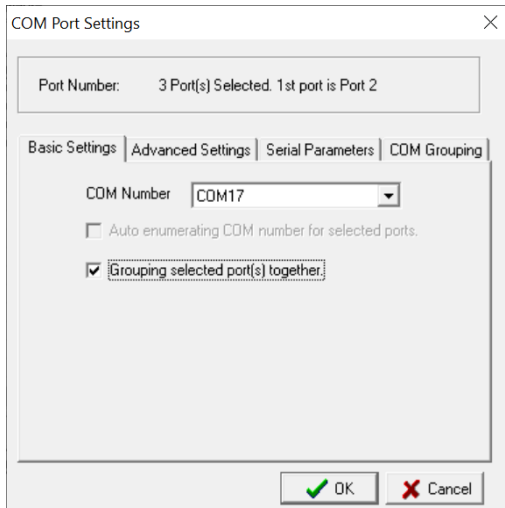 COM Port Settings
Port Number: 3 Port(s) Selected. 1st port is Port 2
Basic Settings Advanced Settings Serial Parameters COM Grouping
COM Number COM17
Auto enumerating COM number for selected ports.
Grouping selected port(s) together.
OK Cancel